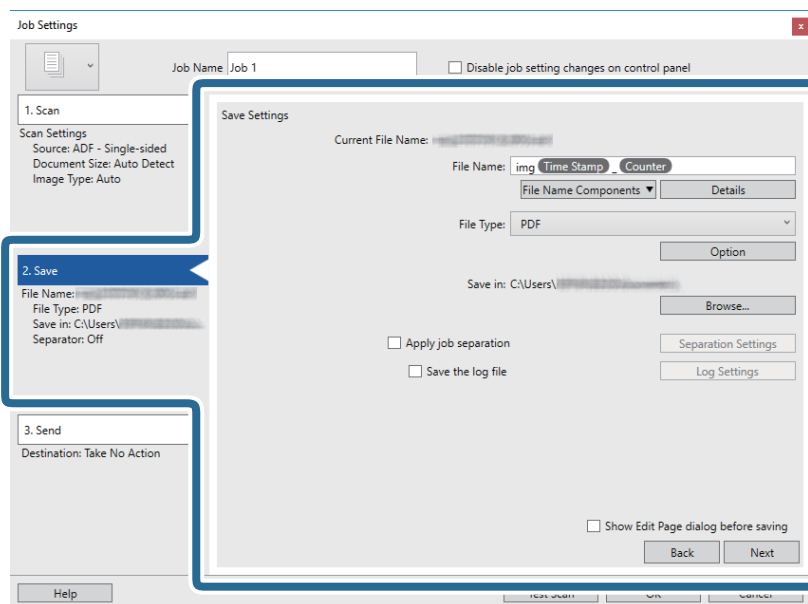 Job Settings
x
Job Name Job 1
Disable job setting changes on control panel
1. Scan
Scan Settings
Source: ADF - Single-sided
Document Size: Auto Detect
Image Type: Auto
2. Save
File Name:
File Type: PDF
Save in: C:\Users\
Separator: Off
3. Send
Destination: Take No Action
Save Settings
Current File Name:
File Name: img Time Stamp _ Counter
File Name Components ▼ Details
File Type: PDF
Option
Save in: C:\Users\
Browse...
Apply job separation Separation Settings
Save the log file Log Settings
Show Edit Page dialog before saving
Back Next
Help Test Scan OK Cancel